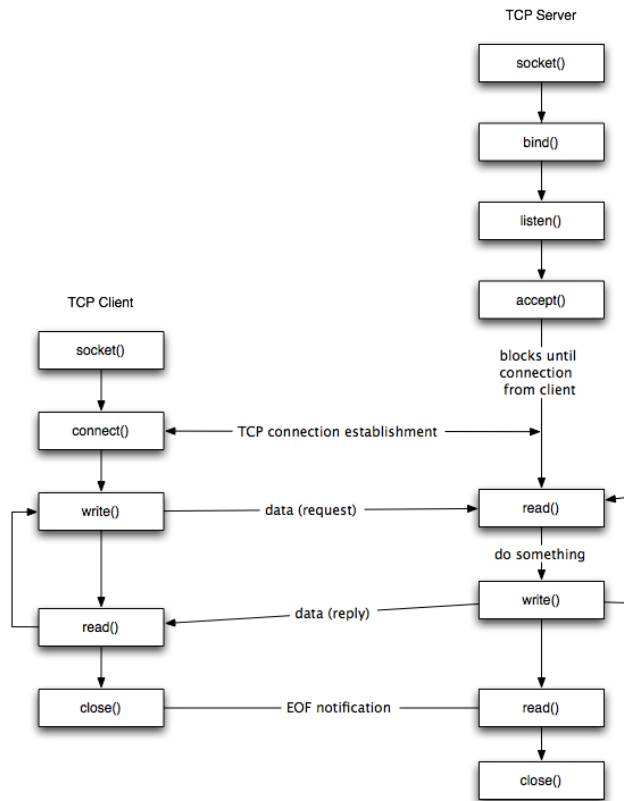 TCP Server
socket()
bind()
listen()
accept()
TCP Client
blocks until
connection
from client
socket()
connect()
TCP connection establishment
write()
data (request)
read()
do something
write()
data (reply)
read()
close()
EOF notification
read()
close()